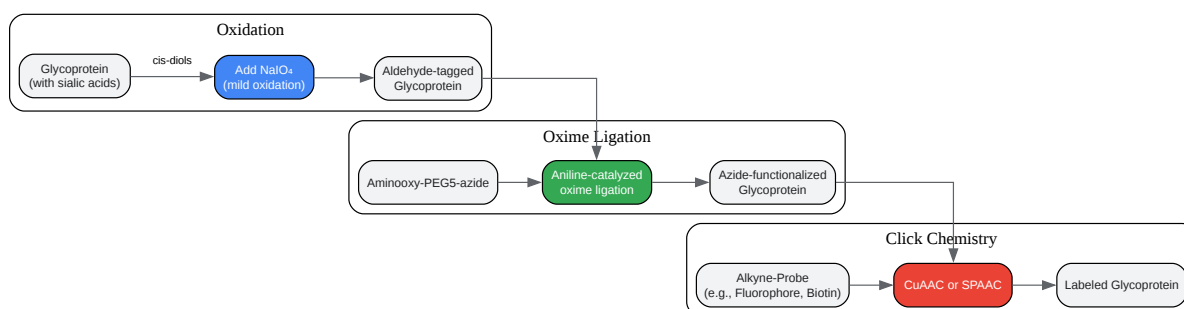 Oxidation
Glycoprotein
(with sialic acids)
cis-diols
Add NaIO₄
(mild oxidation)
Aldehyde-tagged
Glycoprotein
Oxime Ligation
Aminooxy-PEG5-azide
Aniline-catalyzed
oxime ligation
Azide-functionalized
Glycoprotein
Click Chemistry
Alkyne-Probe
(e.g., Fluorophore, Biotin)
CuAAC or SPAAC
Labeled Glycoprotein